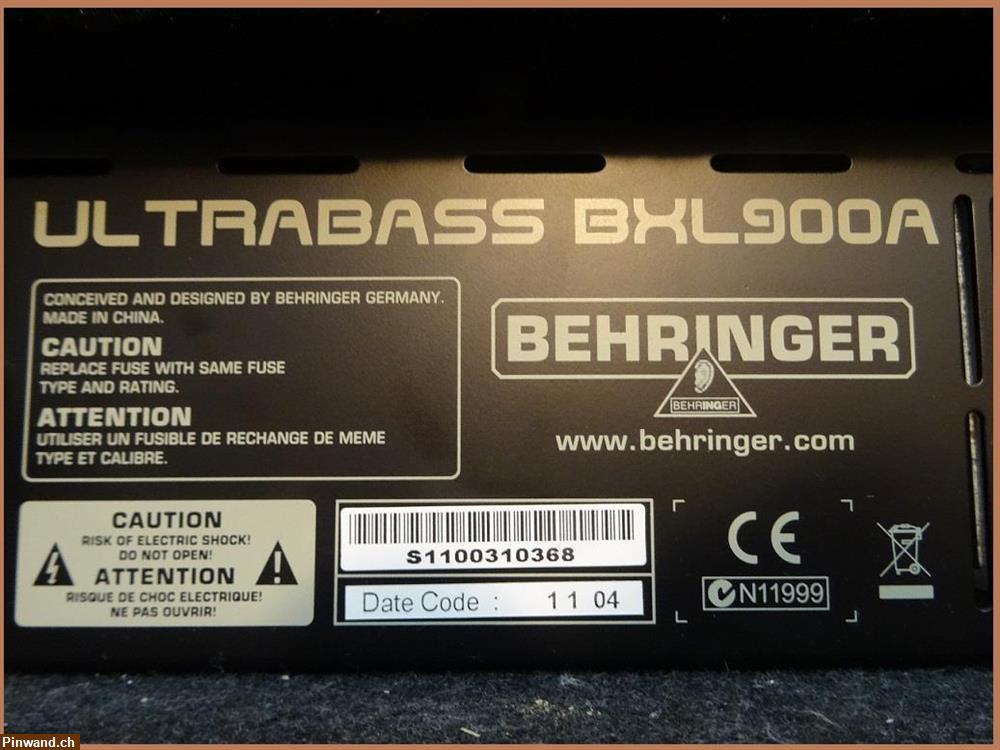 ULTRABASS BXL900A
CONCEIVED AND DESIGNED BY BEHRINGER GERMANY.
MADE IN CHINA.
CAUTION
REPLACE FUSE WITH SAME FUSE
TYPE AND RATING.
ATTENTION
UTILISER UN FUSIBLE DE RECHANGE DE MEME
TYPE ET CALIBRE.
BEHRINGER
BEHRINGER
www.behringer.com
CAUTION
RISK OF ELECTRIC SHOCK!
DO NOT OPEN!
ATTENTION
RISQUE DE CHOC ELECTRIQUE!
NE PAS OUVRIR!
S1100310368
Date Code : 11 04
CE
N11999
Pinwand.ch